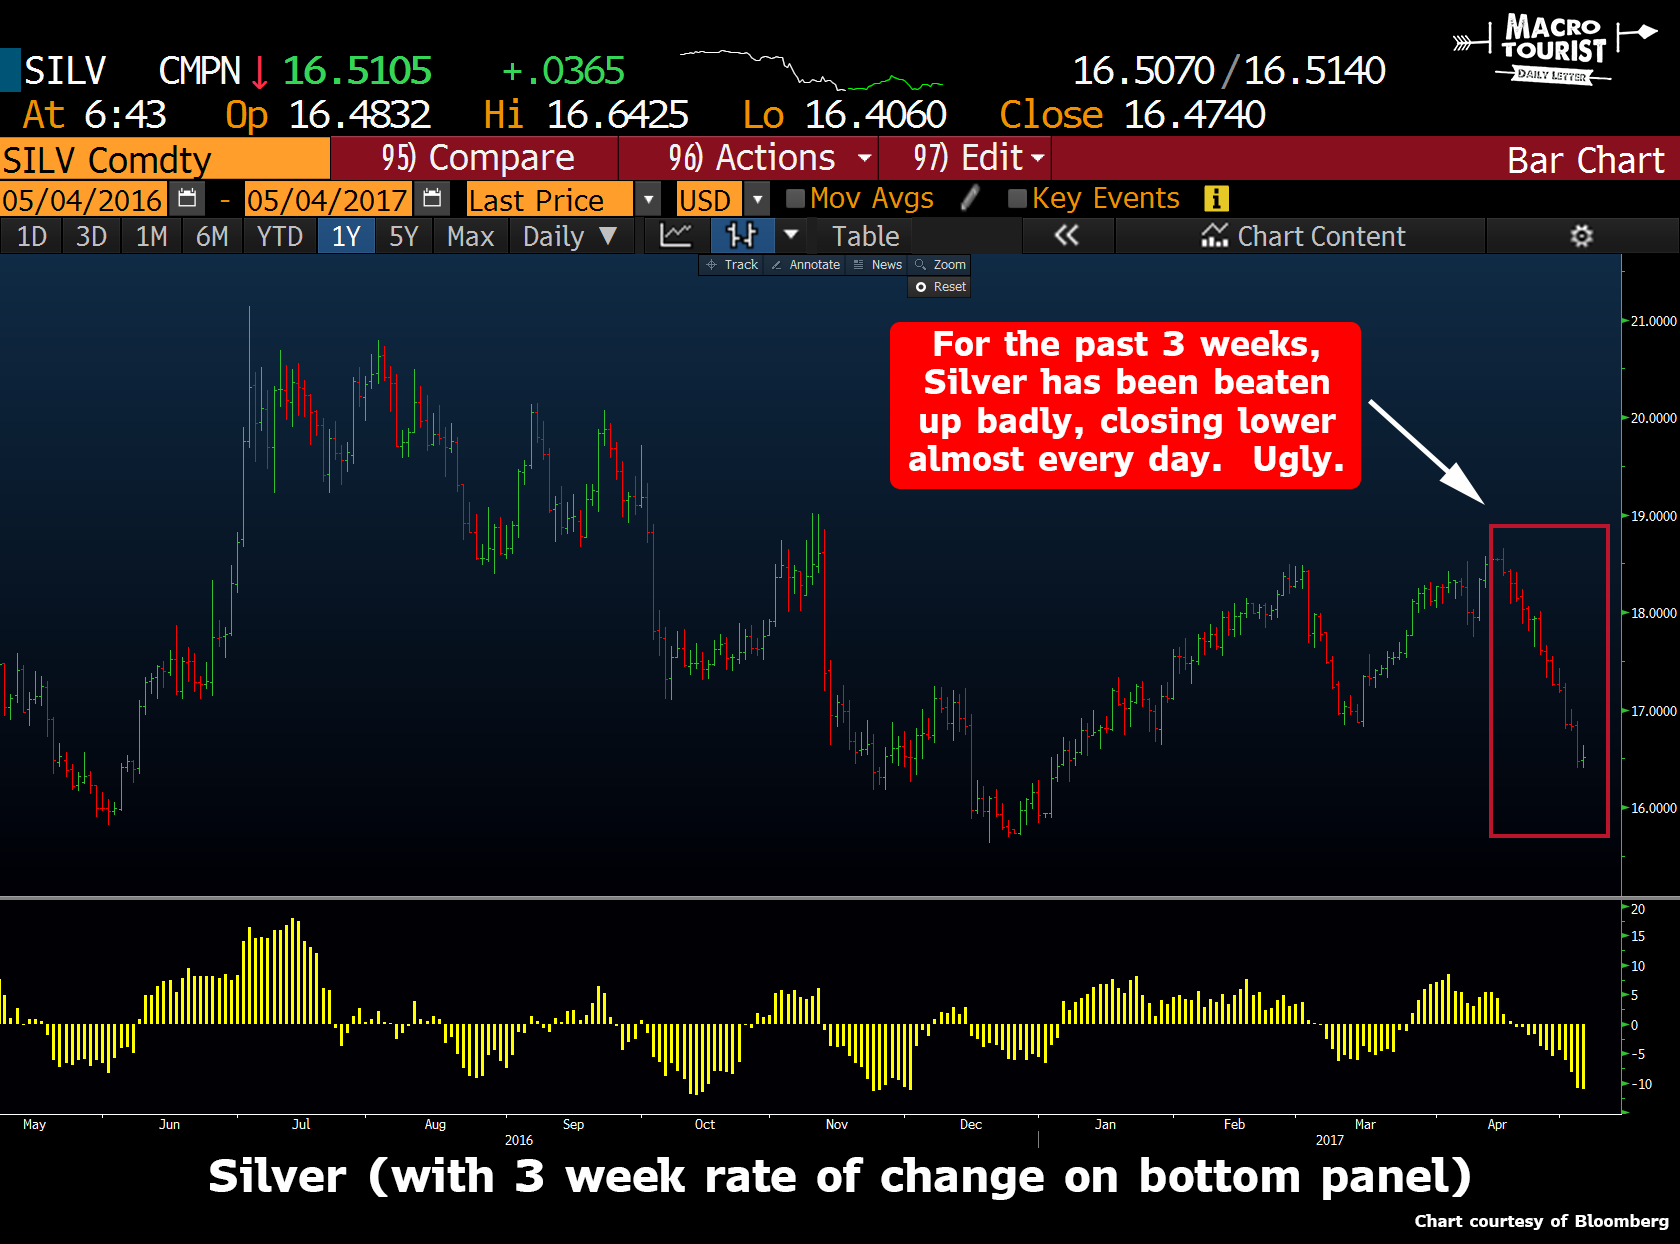 MACRO
TOURIST
DAILY LETTER
SILV CMPN ↓ 16.5105 +.0365 16.5070/16.5140
At 6:43 Op 16.4832 Hi 16.6425 Lo 16.4060 Close 16.4740
SILV Comdty 95) Compare 96) Actions 97) Edit Bar Chart
05/04/2016 - 05/04/2017 Last Price USD Mov Avgs Key Events i
1D 3D 1M 6M YTD 1Y 5Y Max Daily ▼ Table « Chart Content
Track Annotate News Zoom
Reset
For the past 3 weeks,
Silver has been beaten
up badly, closing lower
almost every day. Ugly.
21.0000
20.0000
19.0000
18.0000
17.0000
16.0000
20
15
10
5
0
-5
-10
May Jun Jul Aug Sep Oct Nov Dec Jan Feb Mar Apr
2016 2017
Silver (with 3 week rate of change on bottom panel)
Chart courtesy of Bloomberg